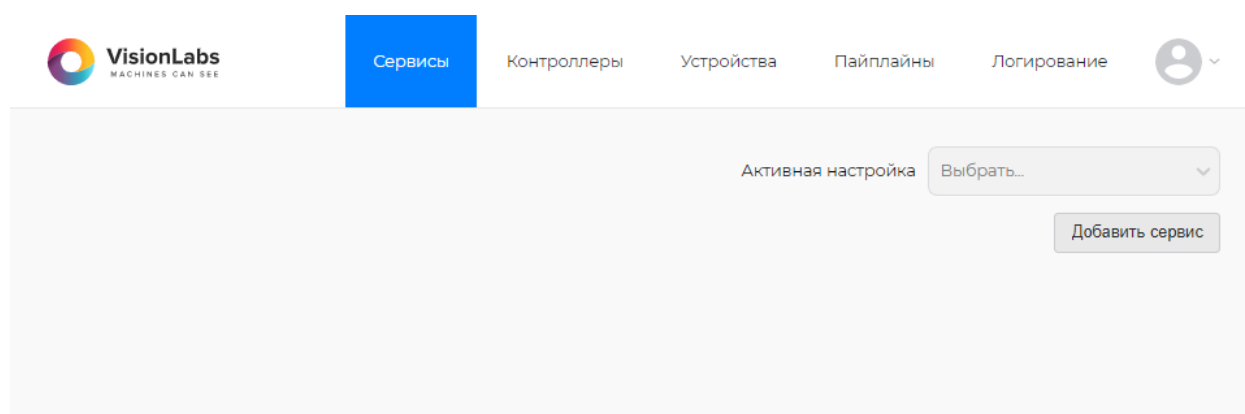 VisionLabs
MACHINES CAN SEE
Сервисы Контроллеры Устройства Пайплайны Логирование
Активная настройка Выбрать...
Добавить сервис